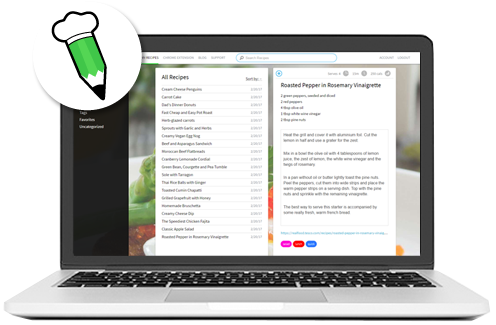 RECIPES CHROME EXTENSION BLOG SUPPORT
Search Recipes
ACCOUNT LOGOUT
Tags
Favorites
Uncategorized
All Recipes
Sort by:
Cream Cheese Penguins
Carrot Cake
Dad's Dinner Donuts
Fast Cheap and Easy Pot Roast
Herb-glazed carrots
Sprouts with Garlic and Herbs
Creamy Vegan Egg Nog
Beef and Asparagus Sandwich
Moroccan Beef Flatbreads
Cranberry Lemonade Cordial
Green Bean, Courgette and Pea Tumble
Sole with Tarragon
Thai Rice Balls with Ginger
Toasted Cumin Chapatti
Grilled Grapefruit with Honey
Homemade Bruschetta
Creamy Cheese Dip
The Speediest Chicken Fajita
Classic Apple Salad
Roasted Pepper in Rosemary Vinaigrette
Roasted Pepper in Rosemary Vinaigrette
2 green peppers, seeded and diced
2 red peppers
4 tbsp olive oil
3 tbsp white wine vinegar
2 tbsp pine nuts
Heat the grill and cover it with aluminum foil. Cut the
lemon in half and use a grater for the zest.
Mix in a bowl the olive oil with 4 tablespoons of lemon
juice, the zest of lemon, the white wine vinegar and the
twigs of rosemary.
In a pan without oil or butter lightly toast the pine nuts.
Peel the peppers, cut them into wide strips and place the
warm pepper strips on a serving dish. Top with the pine
nuts and sprinkle with the remaining vinaigrette.
The best way to serve this starter is accompanied by
some really fresh, warm french bread.